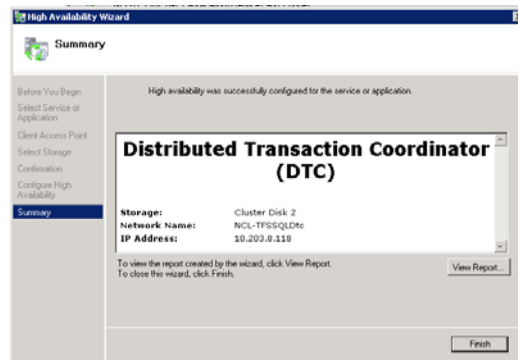 High Availability Wizard
Summary
Before You Begin
Select Service or
Application
Client Access Point
Select Storage
Confirmation
Configure High
Availability
Summary
High availability was successfully configured for the service or application.
Distributed Transaction Coordinator
(DTC)
Storage: Cluster Disk 2
Network Name: NCL-TFSSQLDtc
IP Address: 10.203.8.118
To view the report created by the wizard, click View Report.
To close this wizard, click Finish.
View Report...
Finish